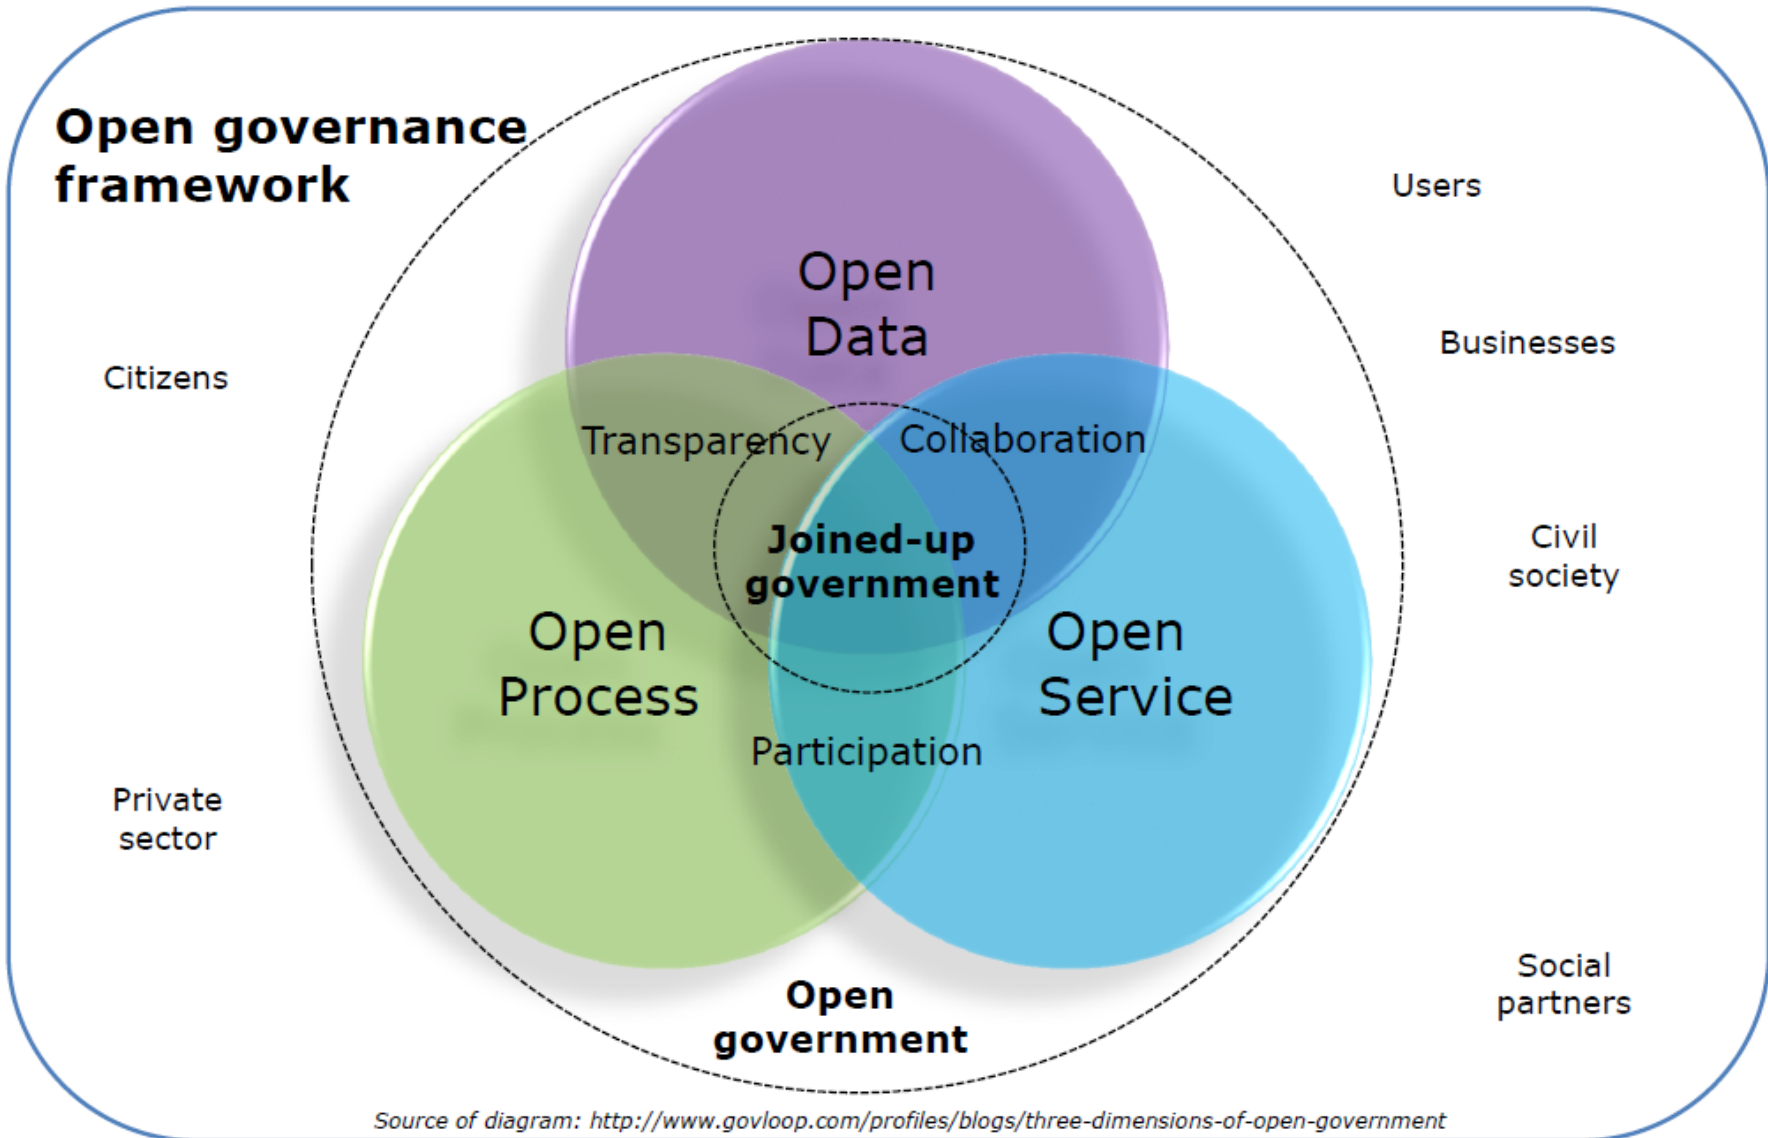 Open governance
framework
Users
Citizens
Businesses
Open
Data
Transparency
Collaboration
Joined-up
government
Civil
society
Open
Process
Open
Service
Participation
Private
sector
Social
partners
Open
government
Source of diagram: http://www.govloop.com/profiles/blogs/three-dimensions-of-open-government